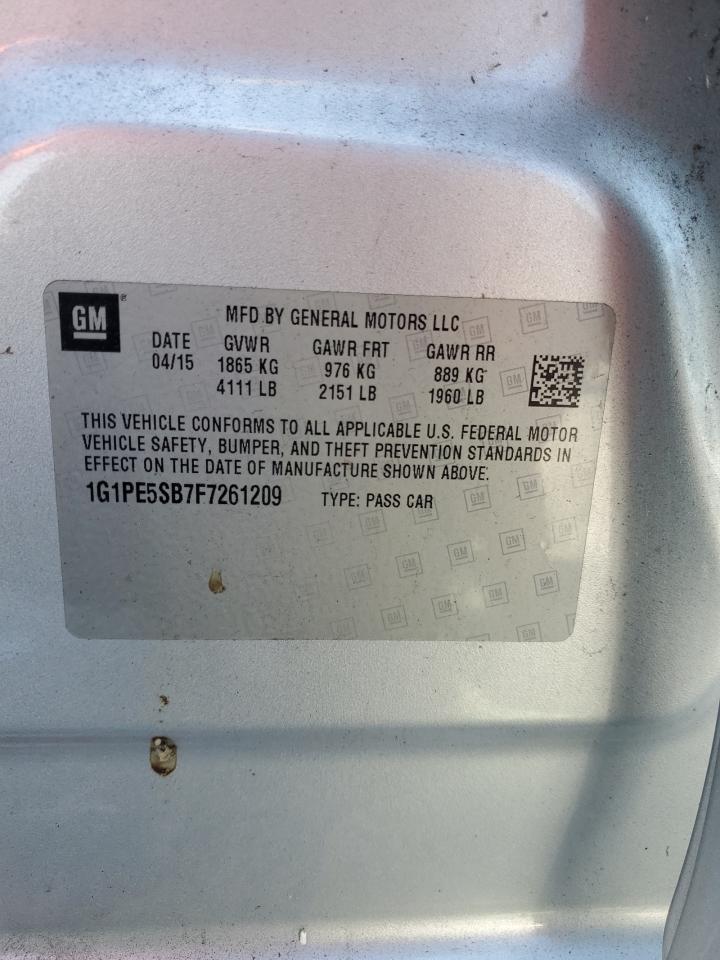 GM
MFD BY GENERAL MOTORS LLC
DATE GVWR GAWR FRT GAWR RR
04/15 1865 KG 976 KG 889 KG
4111 LB 2151 LB 1960 LB
THIS VEHICLE CONFORMS TO ALL APPLICABLE U.S. FEDERAL MOTOR
VEHICLE SAFETY, BUMPER, AND THEFT PREVENTION STANDARDS IN
EFFECT ON THE DATE OF MANUFACTURE SHOWN ABOVE.
1G1PE5SB7F7261209 TYPE: PASS CAR